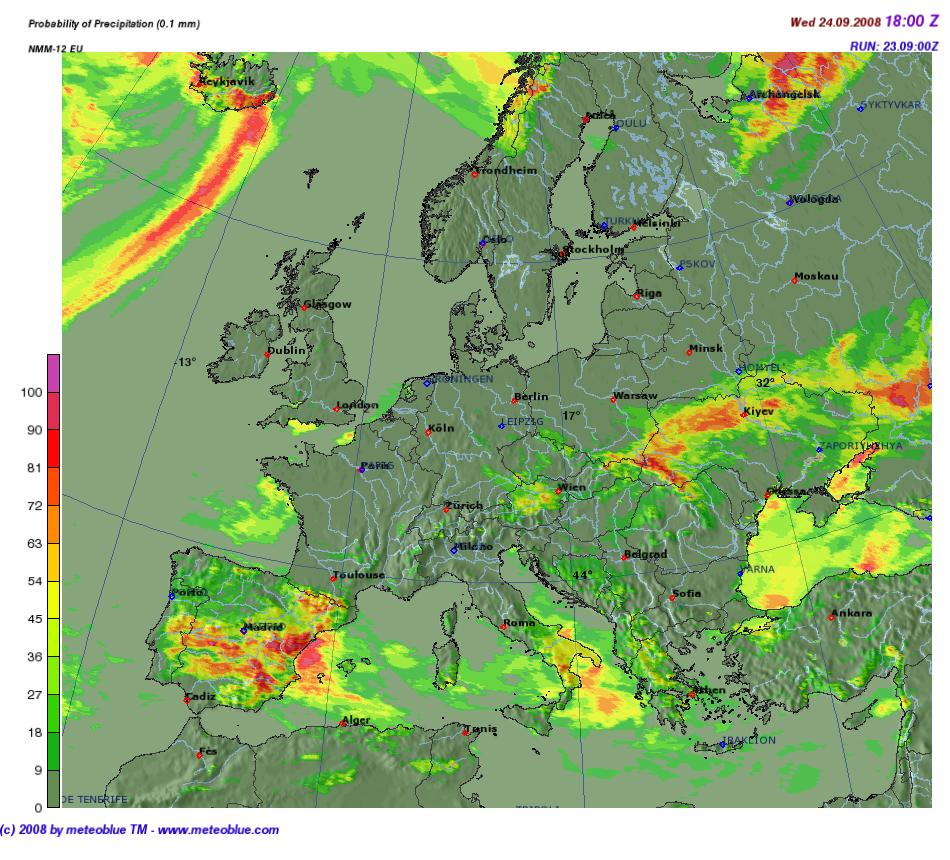 Probability of Precipitation (0.1 mm)
Wed 24.09.2008 18:00 Z
NMM-12 EU
RUN: 23.09:00Z
Reykjavik
Archangelsk
SYKTYVKAR
OULU
Trondheim
Vologda
TURKU
Helsinki
Oslo
Stockholm
PSKOV
Moskau
Riga
Glasgow
Minsk
Dublin
-13°
HOMYEL
32°
GRONINGEN
100
Berlin
Warsaw
London
17°
Kiyev
LEIPZIG
Köln
90
ZAPORIYHZHYA
81
Paris
Wien
Odessa
72
Zürich
63
Milano
Belgrad
54
Toulouse
44°
VARNA
Porto
Sofia
45
Ankara
Madrid
Roma
36
27
Cadiz
Athen
18
Alger
Tunis
IRAKLION
9
Fes
0
DE TENERIFE
TRIPOLI
(c) 2008 by meteoblue TM - www.meteoblue.com